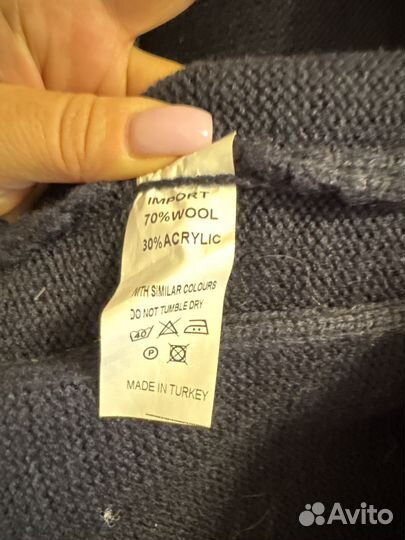 IMPORT
70%WOOL
30%ACRYLIC
WITH SIMILAR COLOURS
DO NOT TUMBLE DRY
40
P
MADE IN TURKEY
Avito